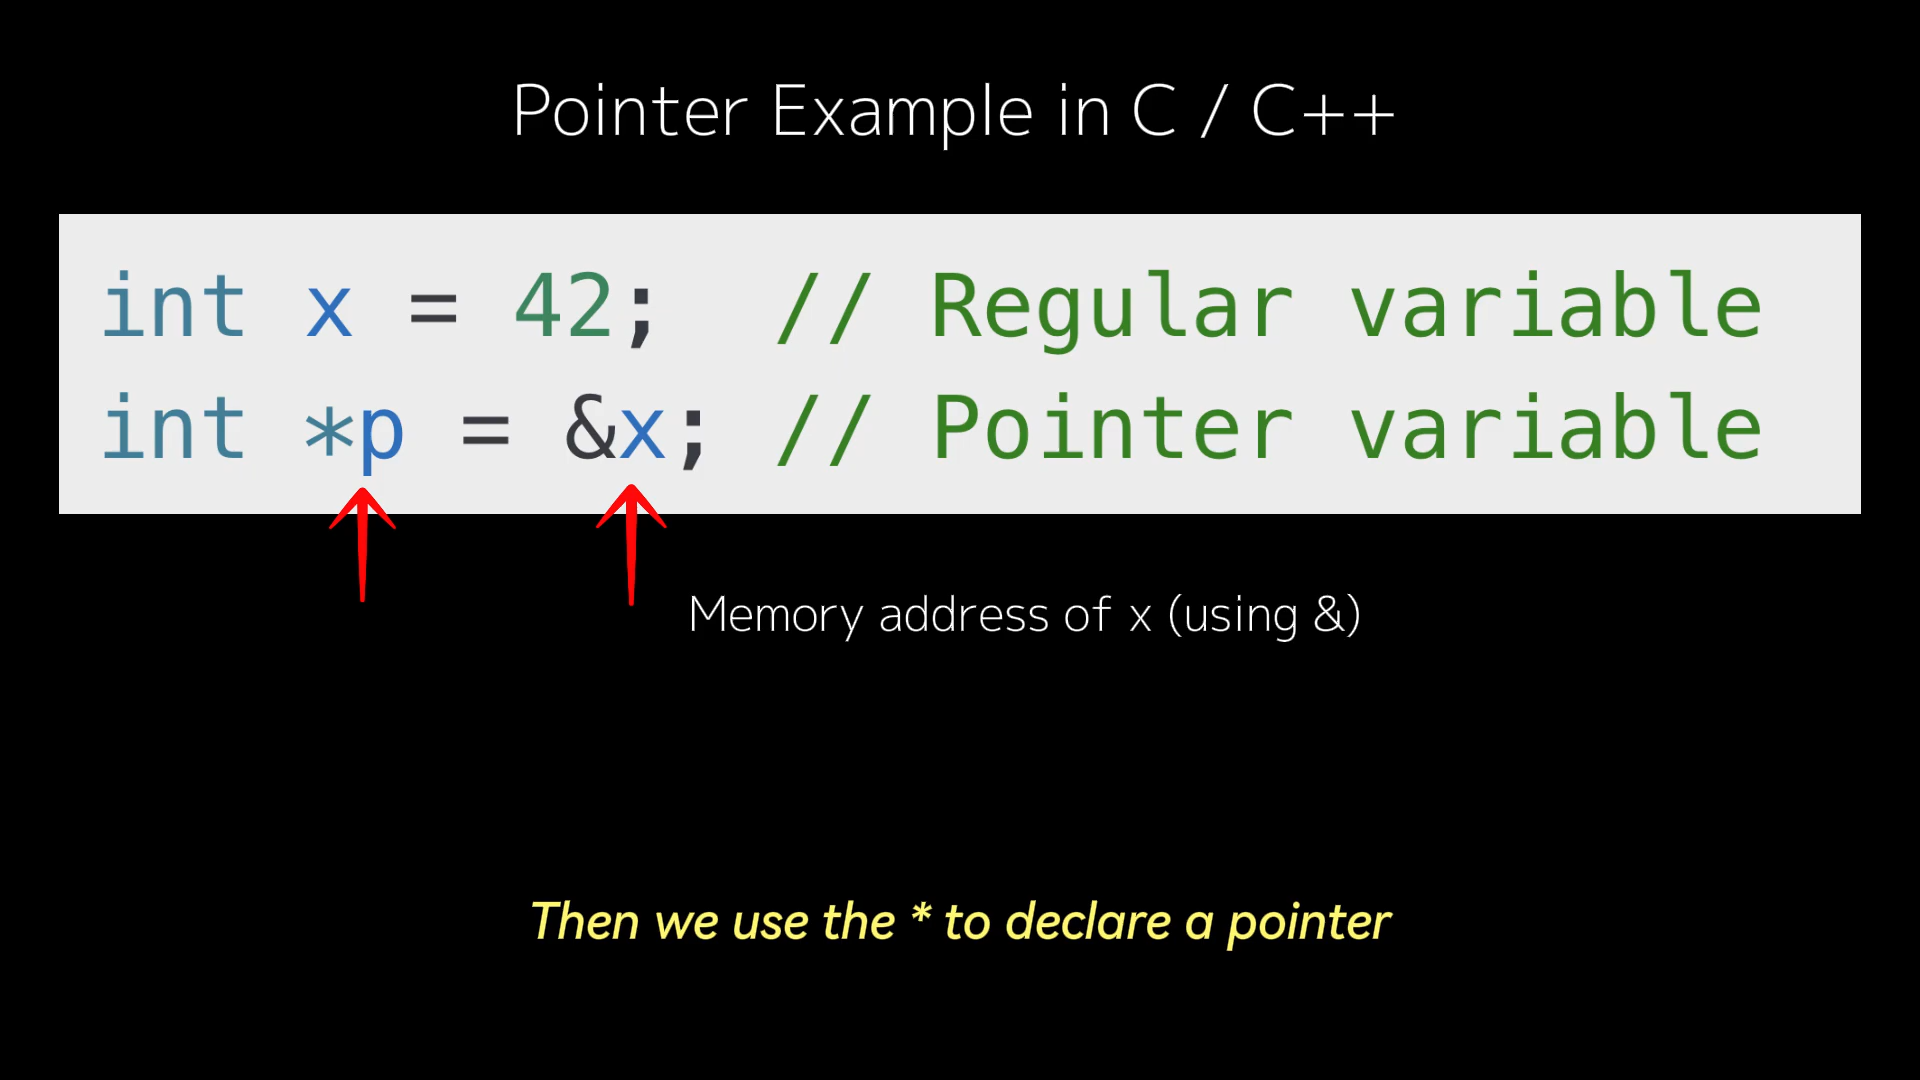 Pointer Example in C / C++
int x = 42;  // Regular variable
int *p = &x; // Pointer variable
Memory address of x (using &)
Then we use the * to declare a pointer